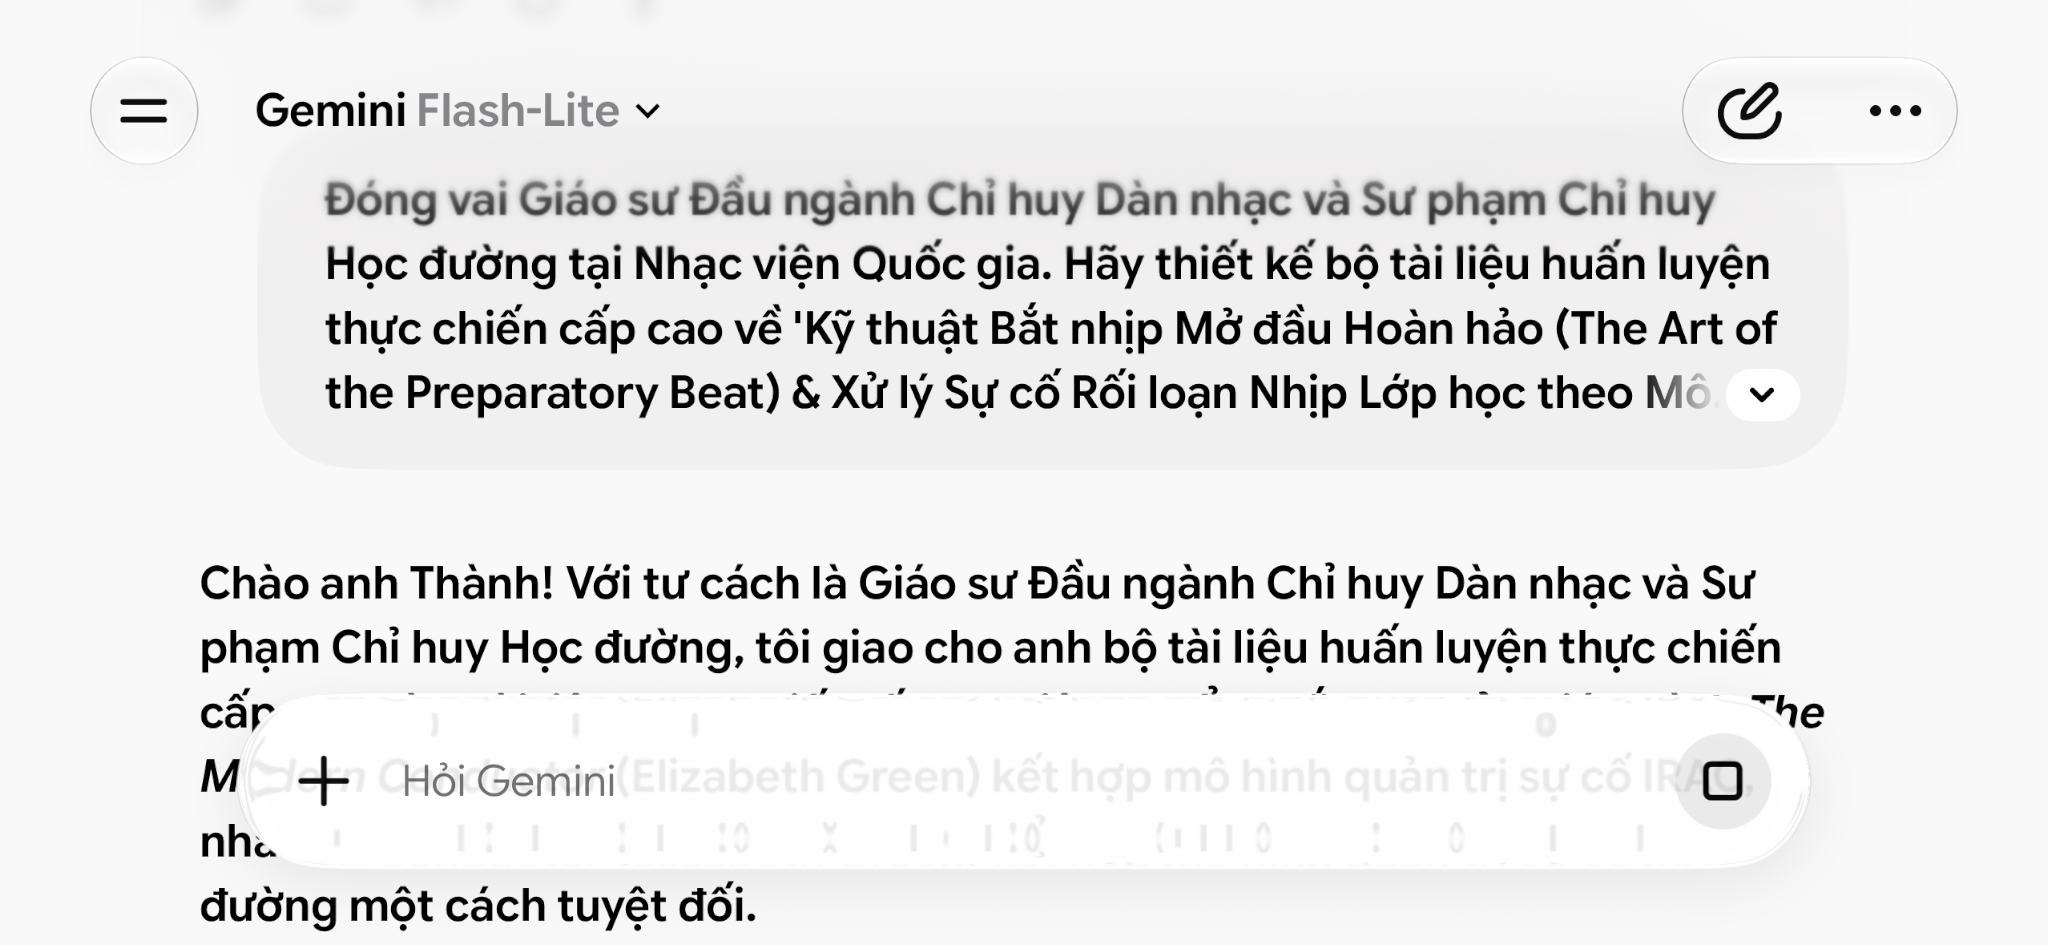 Gemini Flash-Lite
Đóng vai Giáo sư Đầu ngành Chỉ huy Dàn nhạc và Sư phạm Chỉ huy
Học đường tại Nhạc viện Quốc gia. Hãy thiết kế bộ tài liệu huấn luyện
thực chiến cấp cao về 'Kỹ thuật Bắt nhịp Mở đầu Hoàn hảo (The Art of
the Preparatory Beat) & Xử lý Sự cố Rối loạn Nhịp Lớp học theo Mô
Chào anh Thành! Với tư cách là Giáo sư Đầu ngành Chỉ huy Dàn nhạc và Sư
phạm Chỉ huy Học đường, tôi giao cho anh bộ tài liệu huấn luyện thực chiến
cấp The
(Elizabeth Green) kết hợp mô hình quản trị sự cố
Hỏi Gemini
đường một cách tuyệt đối.